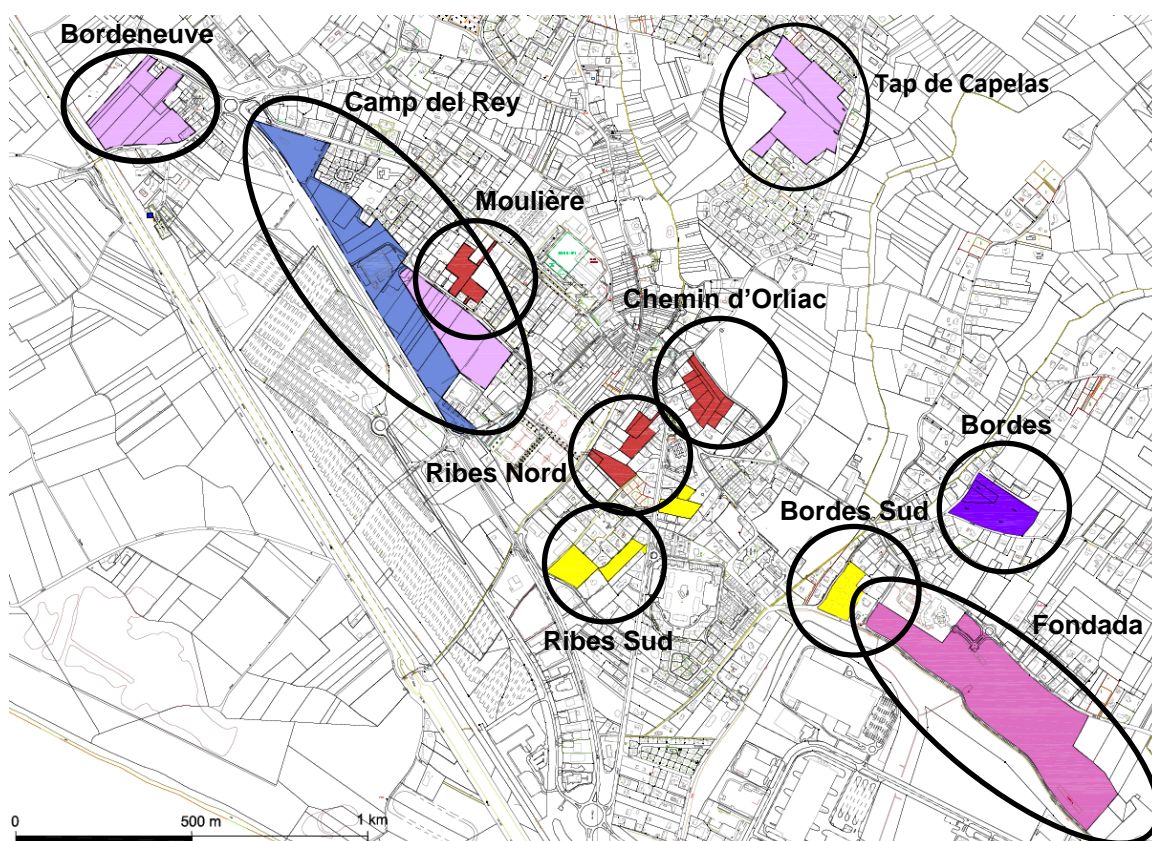 Bordeneuve
Camp del Rey
Tap de Capelas
Moulière
Chemin d'Orliac
Ribes Nord
Bordes
Bordes Sud
Ribes Sud
Fondada
0 500 m 1 km